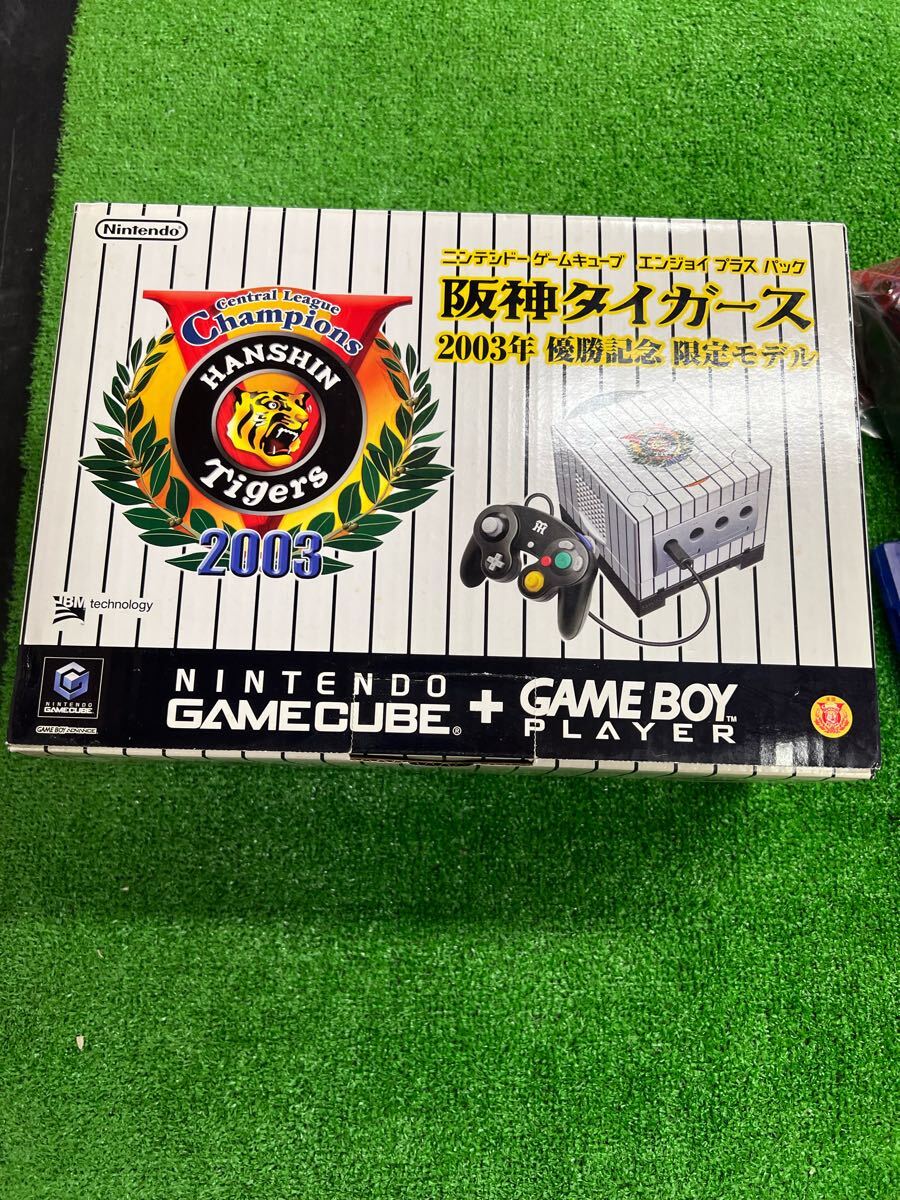 Nintendo
ニンテンドーゲームキューブ エンジョイ プラス パック
阪神タイガース
2003年 優勝記念 限定モデル
Central League
Champions
HANSHIN
Tigers
2003
IBM technology
NINTENDO
GAMECUBE
GAME BOY ADVANCE
NINTENDO
GAMECUBE® + GAME BOY™
PLAYER